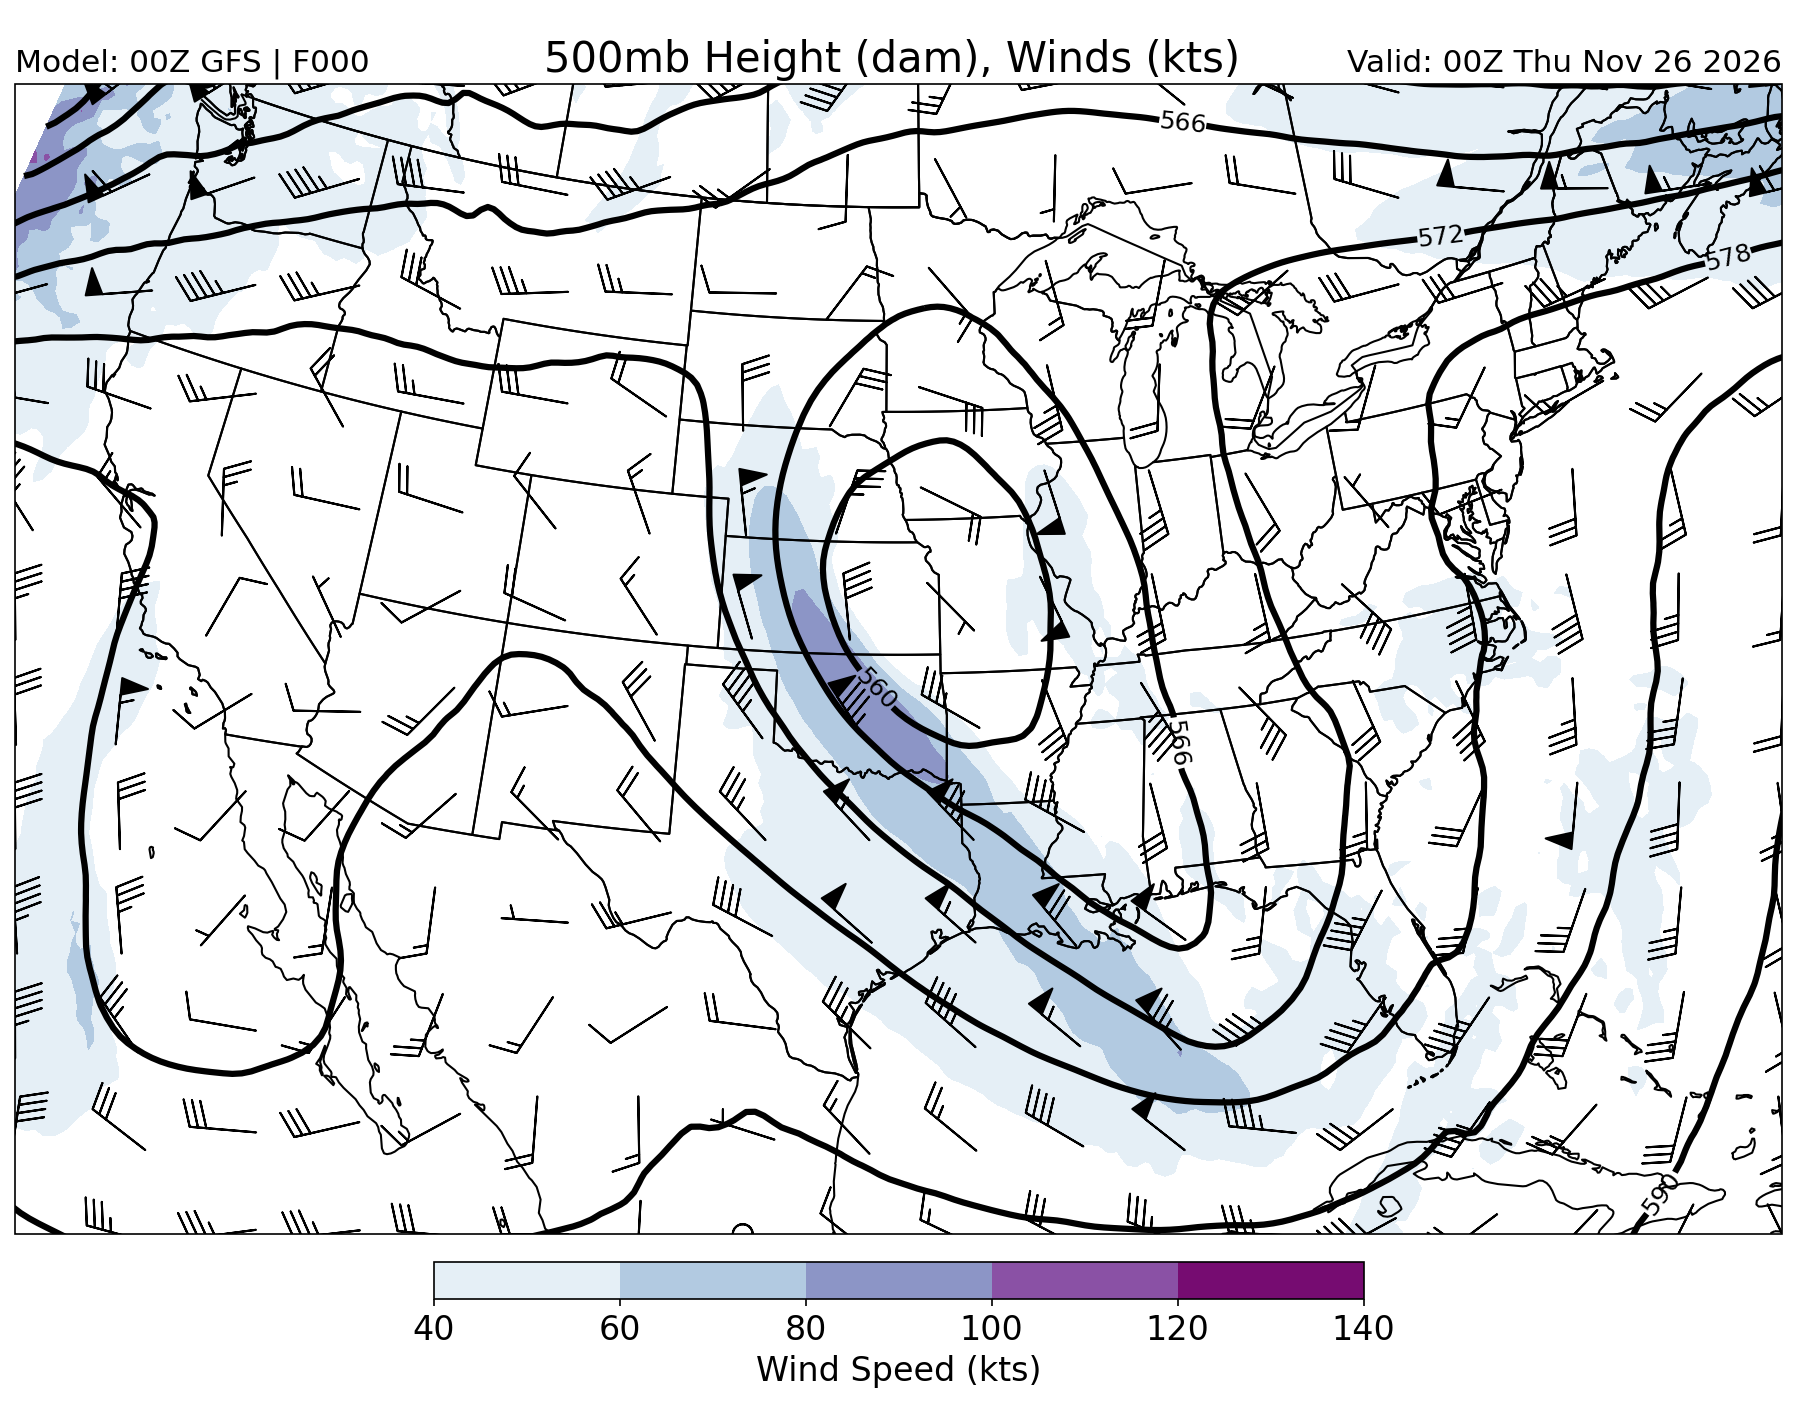 Model: 00Z GFS | F000
500mb Height (dam), Winds (kts)
Valid: 00Z Thu Nov 26 2026
566
572
578
560
566
590
40 60 80 100 120 140
Wind Speed (kts)